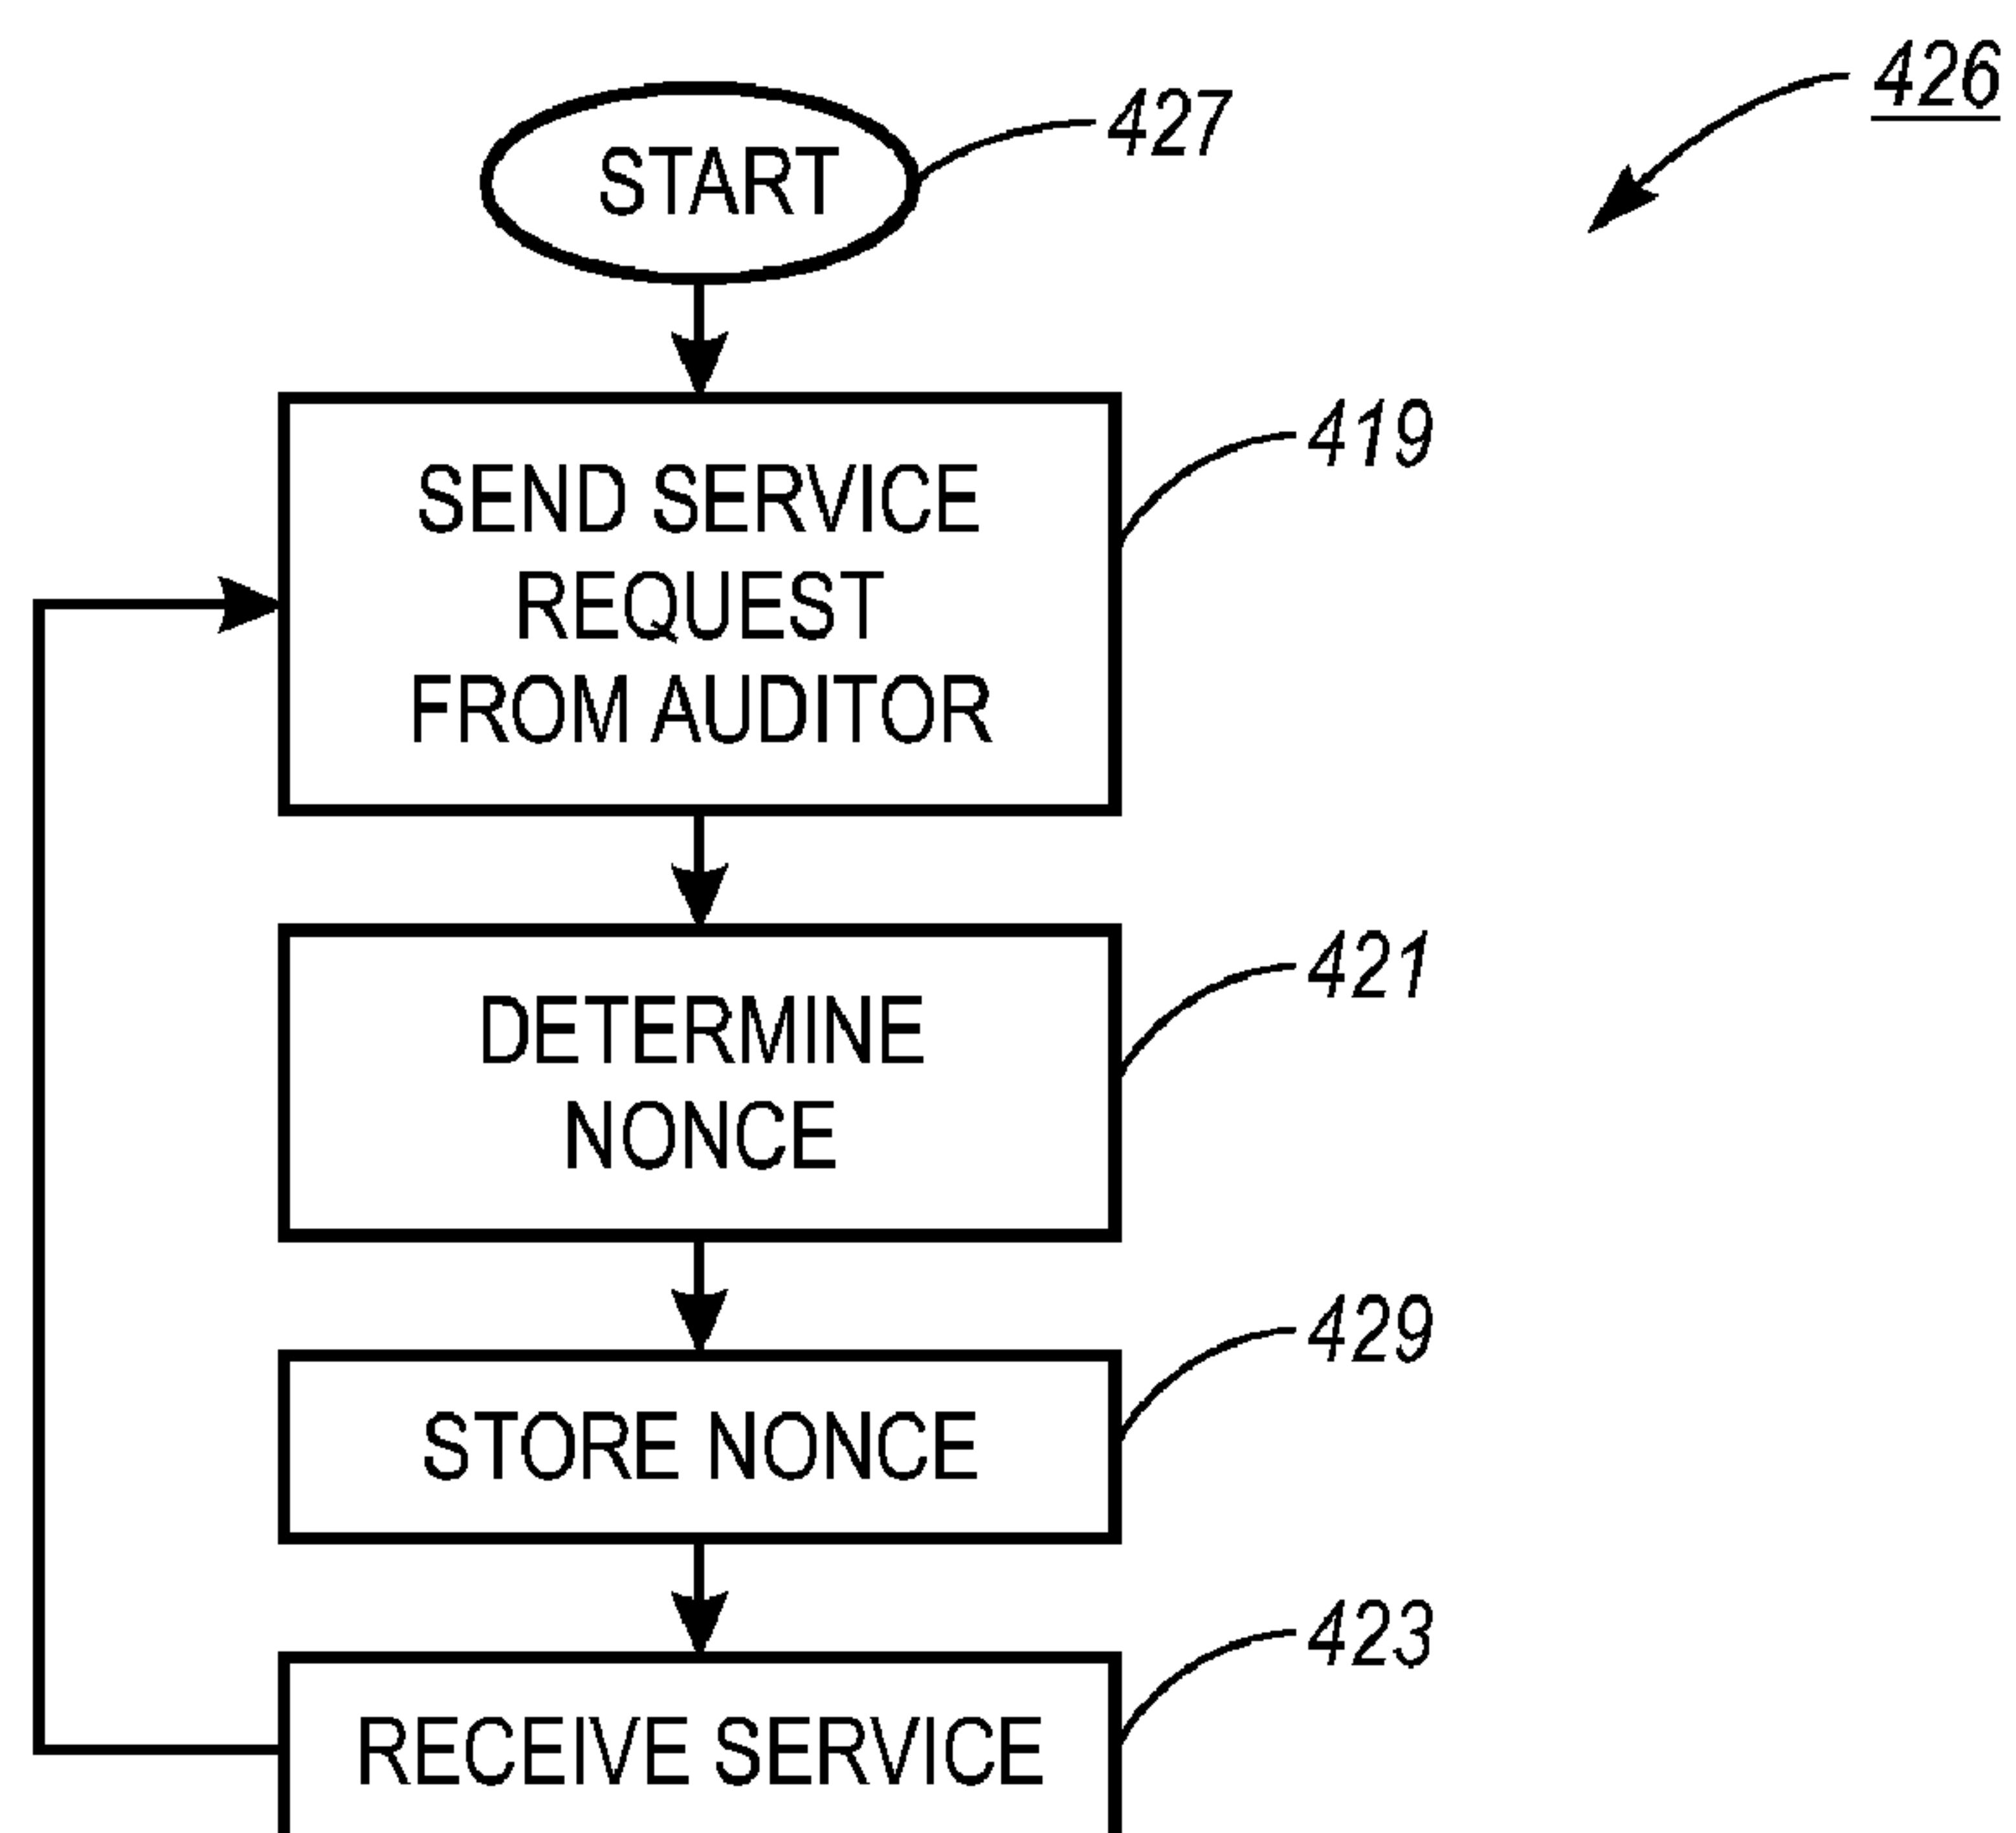 426
START
427
SEND SERVICE
REQUEST
FROM AUDITOR
419
DETERMINE
NONCE
421
STORE NONCE
429
RECEIVE SERVICE
423